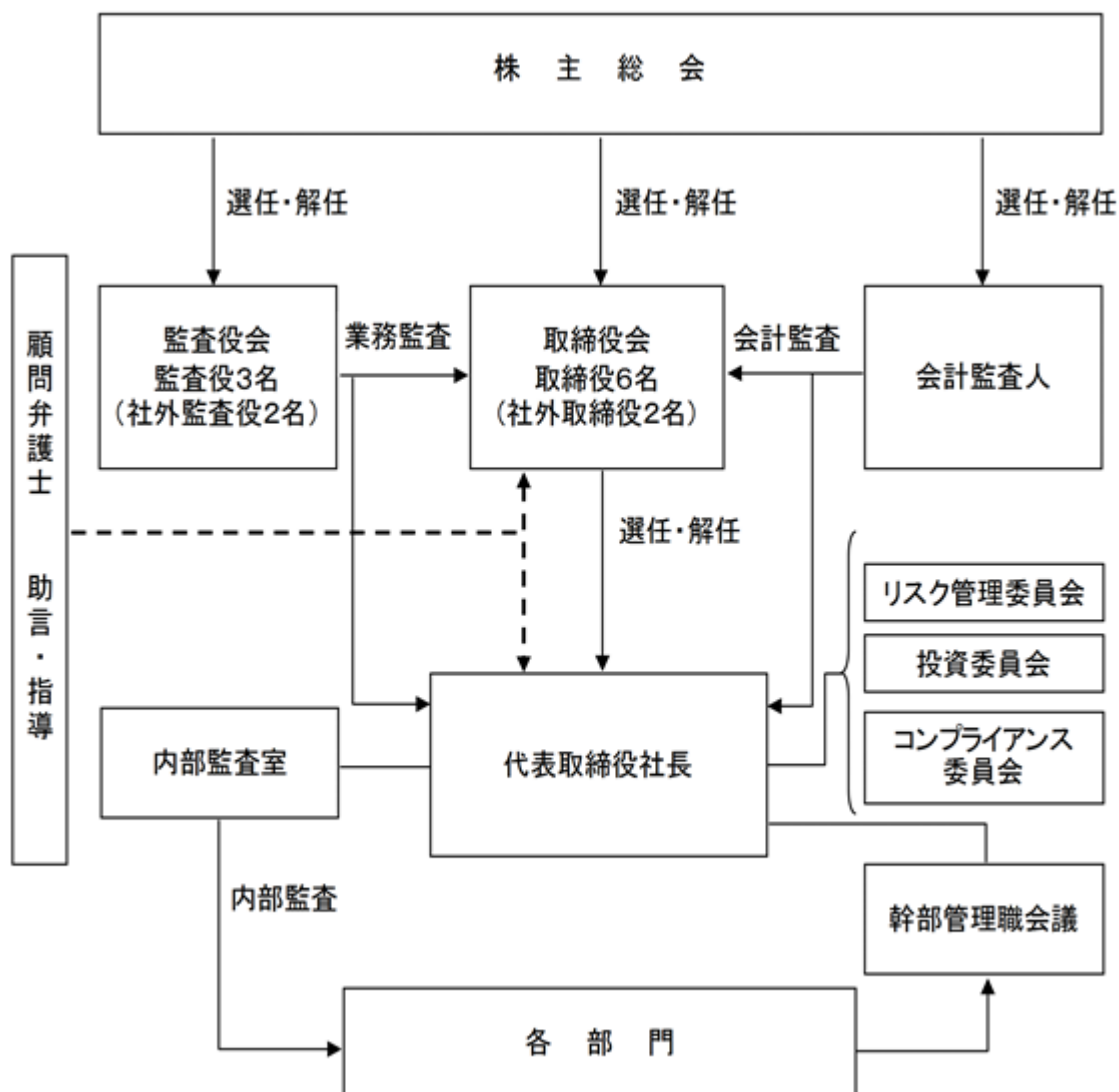 株 主 総 会
選任・解任
選任・解任
選任・解任
顧問弁護士 助言・指導
監査役会
監査役3名
(社外監査役2名)
業務監査
取締役会
取締役6名
(社外取締役2名)
会計監査
会計監査人
選任・解任
リスク管理委員会
投資委員会
コンプライアンス
委員会
内部監査室
代表取締役社長
内部監査
幹部管理職会議
各 部 門